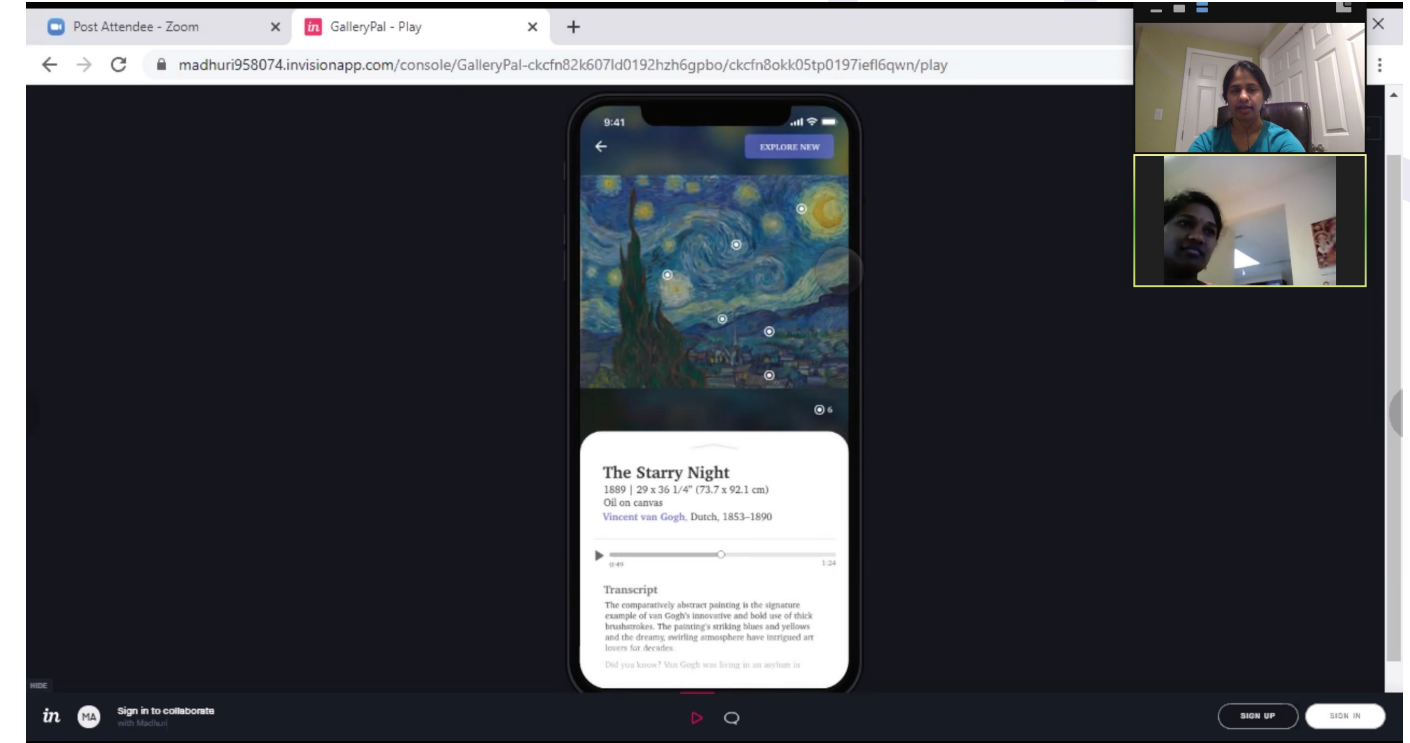 Post Attendee - Zoom
in GalleryPal - Play
madhuri958074.invisionapp.com/console/GalleryPal-ckcfn82k607ld0192hzh6gpbo/ckcfn8okk05tp0197iefl6qwn/play
9:41
EXPLORE NEW
6
The Starry Night
1889 | 29 x 36 1/4" (73.7 x 92.1 cm)
Oil on canvas
Vincent van Gogh, Dutch, 1853–1890
0:49
1:24
Transcript
The comparatively abstract painting is the signature
example of van Gogh's innovative and bold use of thick
brushstrokes. The painting's striking blues and yellows
and the dreamy, swirling atmosphere have intrigued art
lovers for decades.
Did you know? Van Gogh was living in an asylum in
HIDE
in MA Sign in to collaborate
with Madhuri
SIGN UP
SIGN IN